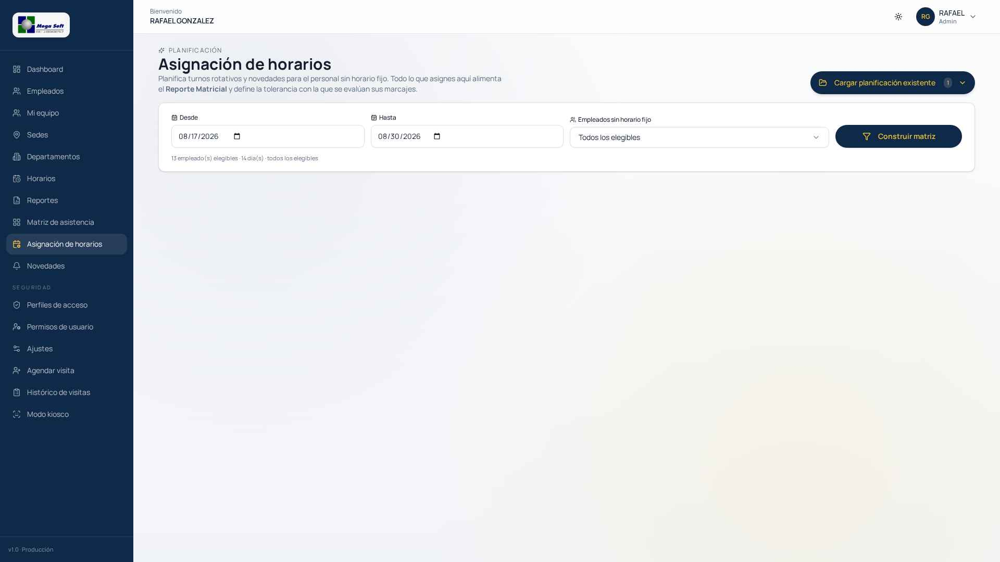 Mega Soft
Bienvenido
RAFAEL GONZALEZ
RG
RAFAEL
Admin
Dashboard
Empleados
Mi equipo
Sedes
Departamentos
Horarios
Reportes
Matriz de asistencia
Asignación de horarios
Novedades
SEGURIDAD
Perfiles de acceso
Permisos de usuario
Ajustes
Agendar visita
Histórico de visitas
Modo kiosco
v1.0 · Producción
PLANIFICACIÓN
Asignación de horarios
Planifica turnos rotativos y novedades para el personal sin horario fijo. Todo lo que asignes aquí alimenta
el Reporte Matricial y define la tolerancia con la que se evalúan sus marcajes.
Cargar planificación existente 1
Desde
08/17/2026
Hasta
08/30/2026
Empleados sin horario fijo
Todos los elegibles
Construir matriz
13 empleado(s) elegibles · 14 día(s) · todos los elegibles